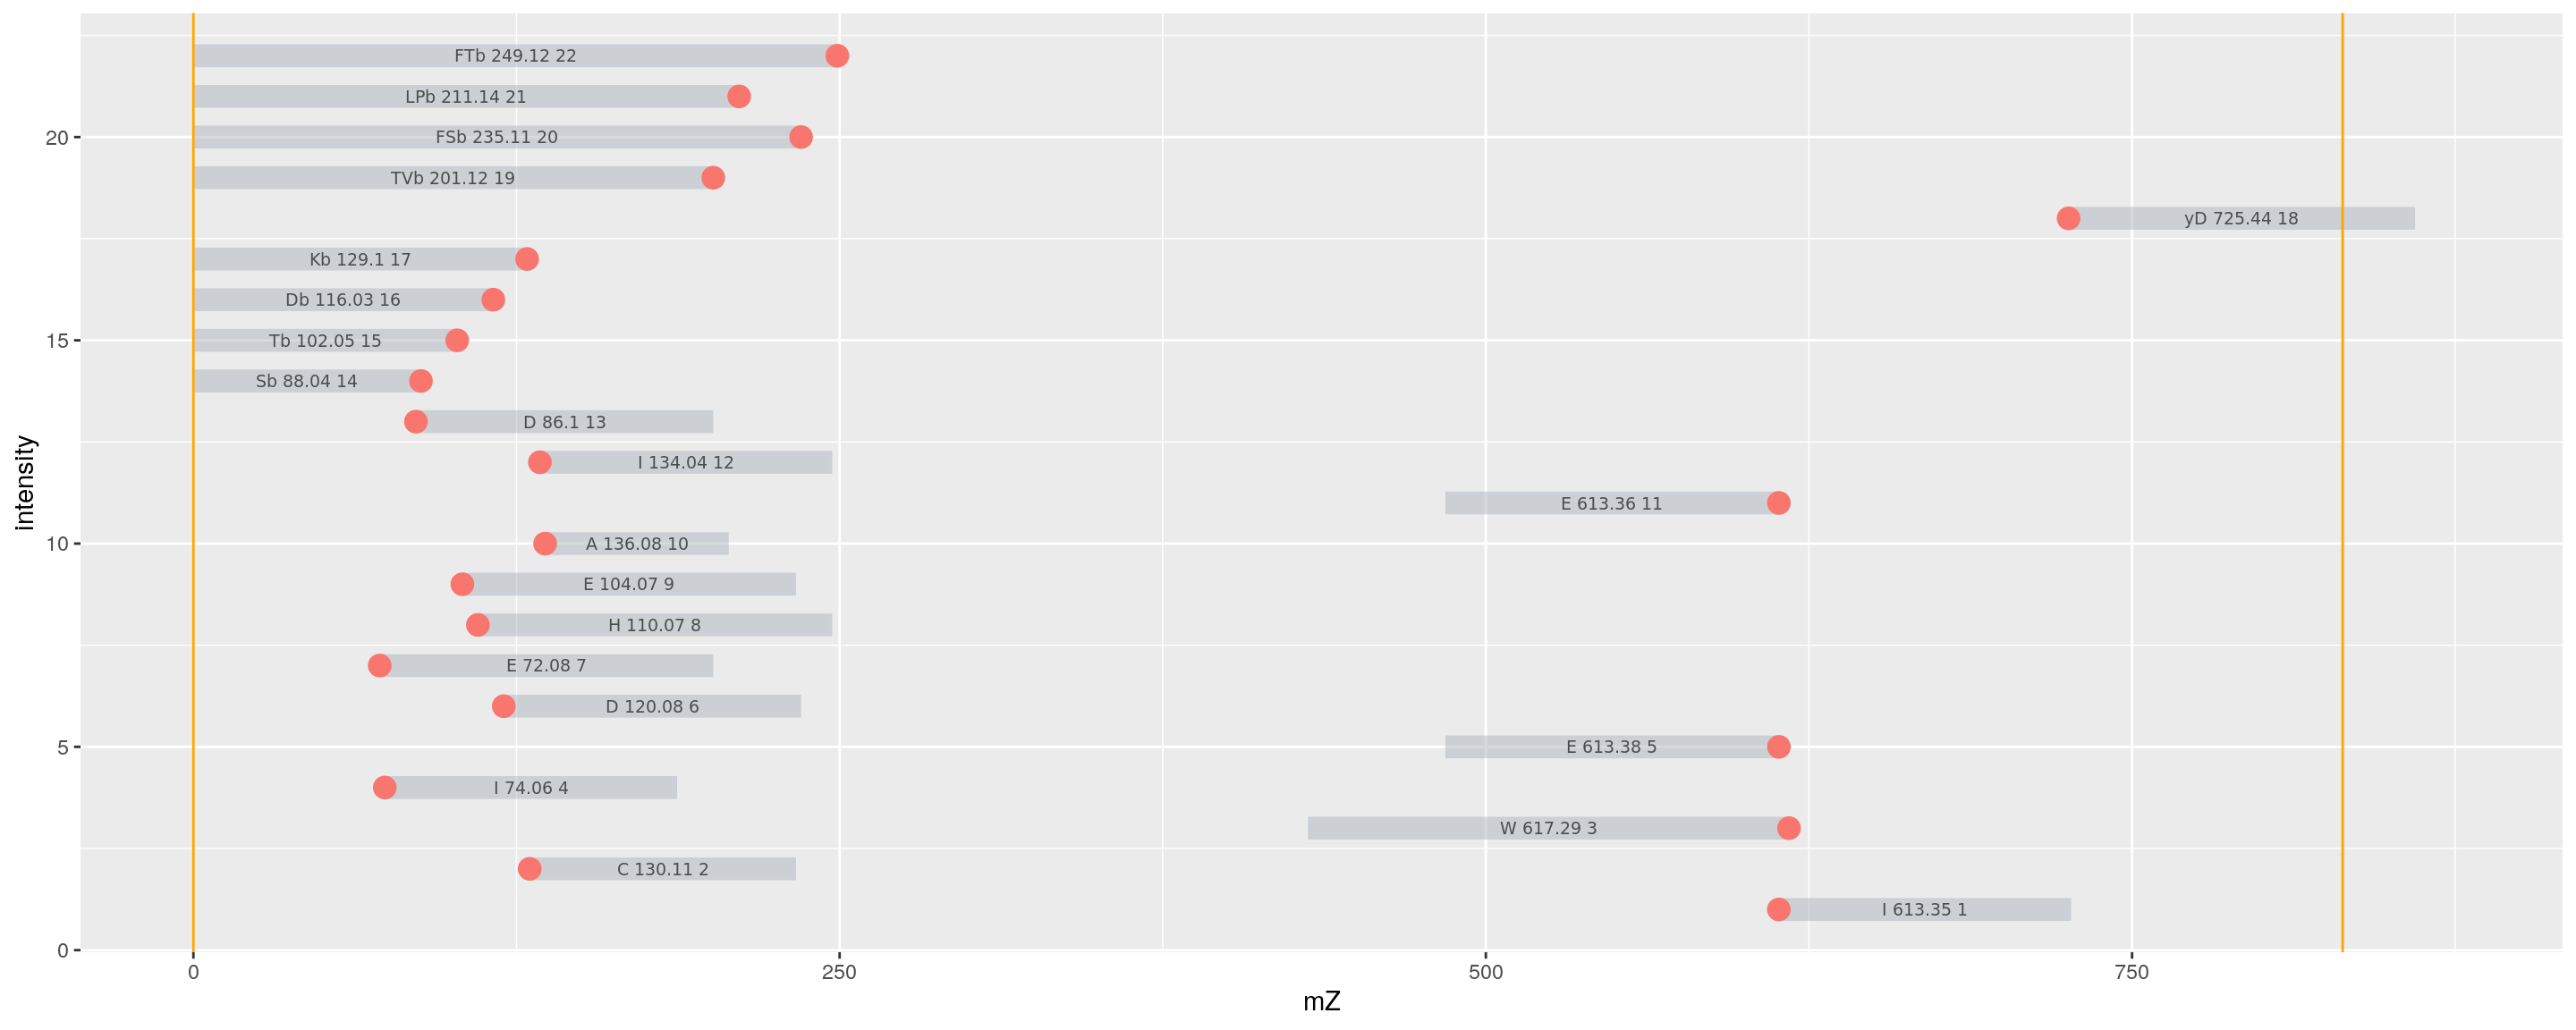 FTb 249.12 22
LPb 211.14 21
20
FSb 235.11 20
TVb 201.12 19
yD 725.44 18
Kb 129.1 17
Db 116.03 16
15
Tb 102.05 15
Sb 88.04 14
D 86.1 13
I 134.04 12
intensity
E 613.36 11
10
A 136.08 10
E 104.07 9
H 110.07 8
E 72.08 7
D 120.08 6
5
E 613.38 5
I 74.06 4
W 617.29 3
C 130.11 2
I 613.35 1
0
0 250 500 750
mZ